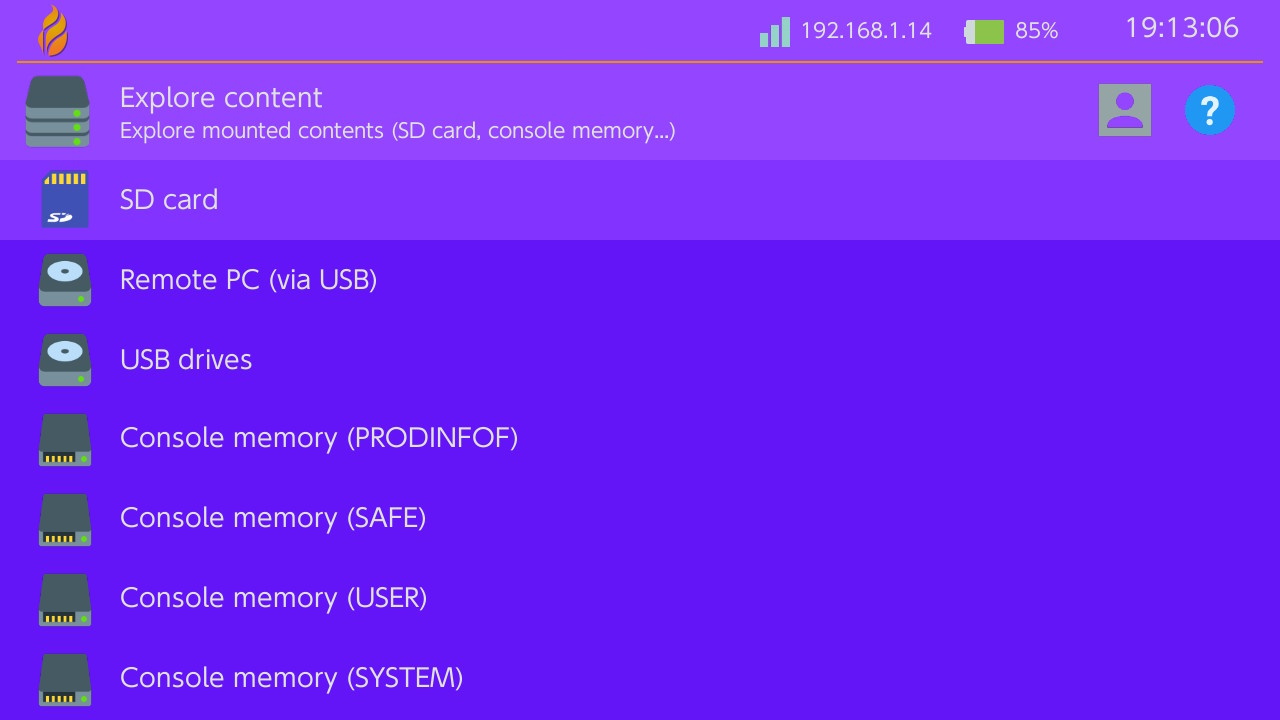 192.168.1.14 85% 19:13:06
Explore content
Explore mounted contents (SD card, console memory...)
?
SD
SD card
Remote PC (via USB)
USB drives
Console memory (PRODINFOF)
Console memory (SAFE)
Console memory (USER)
Console memory (SYSTEM)